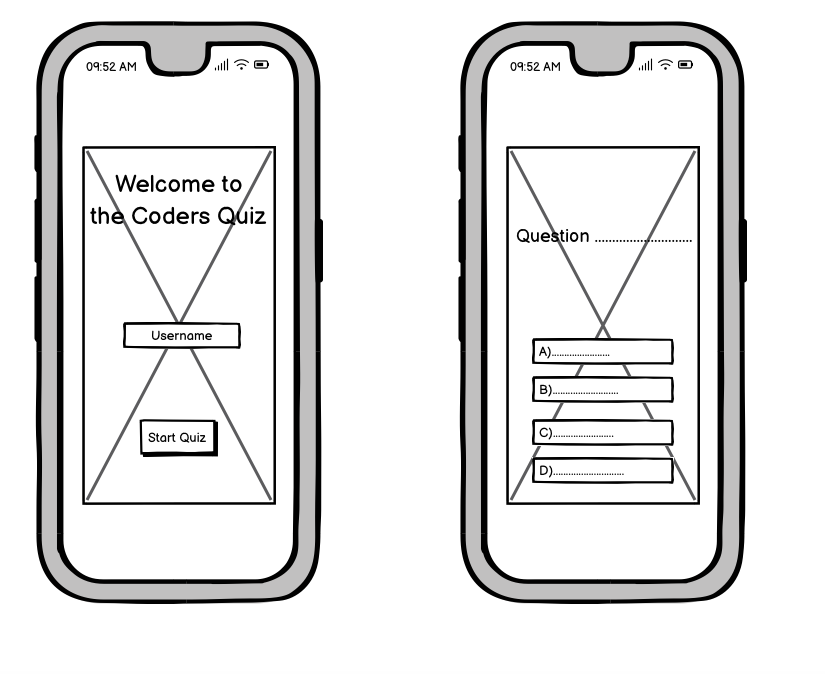 09:52 AM
Welcome to
the Coders Quiz
Username
Start Quiz
09:52 AM
Question ............................
A).......................
B)..........................
C)........................
D)............................